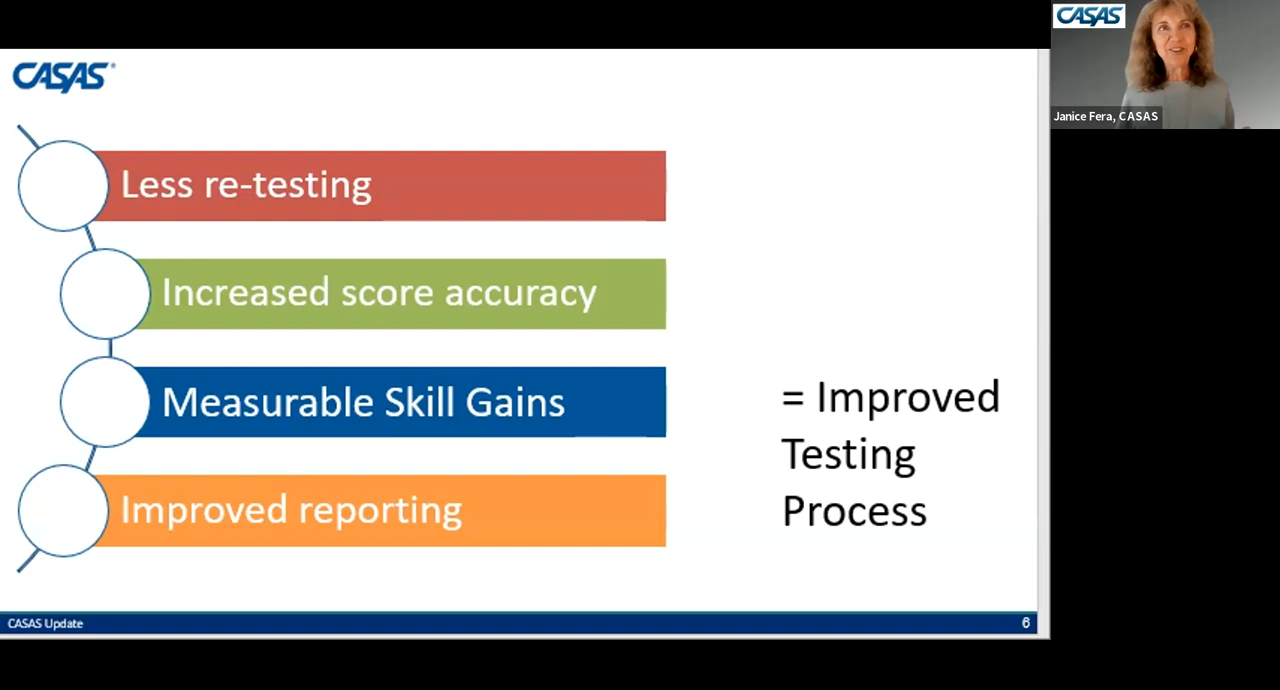 CASAS
CASAS®
Janice Fera, CASAS
Less re-testing
Increased score accuracy
Measurable Skill Gains
Improved reporting
= Improved
Testing
Process
CASAS Update
6